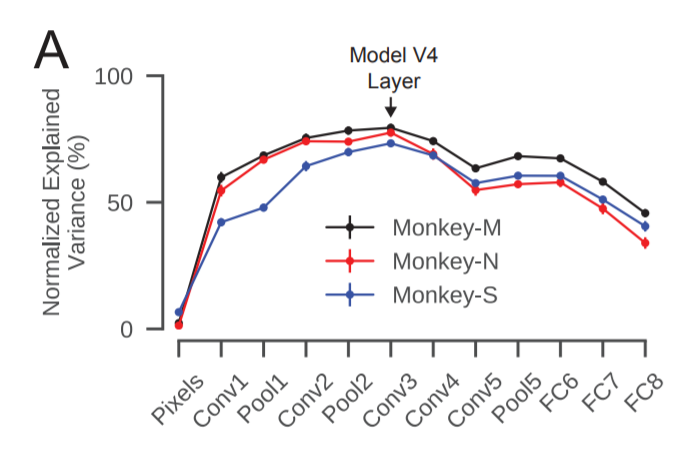 A
Model V4
Layer
Normalized Explained
Variance (%)
100
50
0
Monkey-M
Monkey-N
Monkey-S
Pixels
Conv1
Pool1
Conv2
Pool2
Conv3
Conv4
Conv5
Pool5
FC6
FC7
FC8